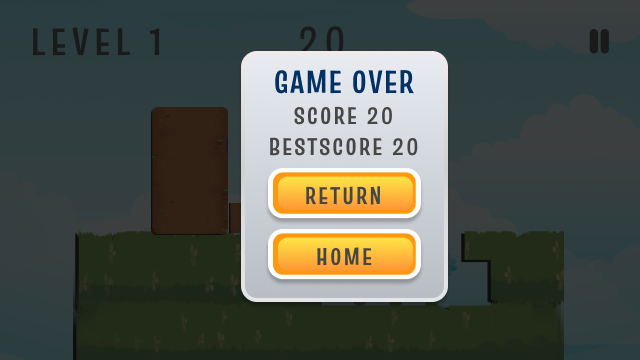 LEVEL 1
20
GAME OVER
SCORE 20
BESTSCORE 20
RETURN
HOME